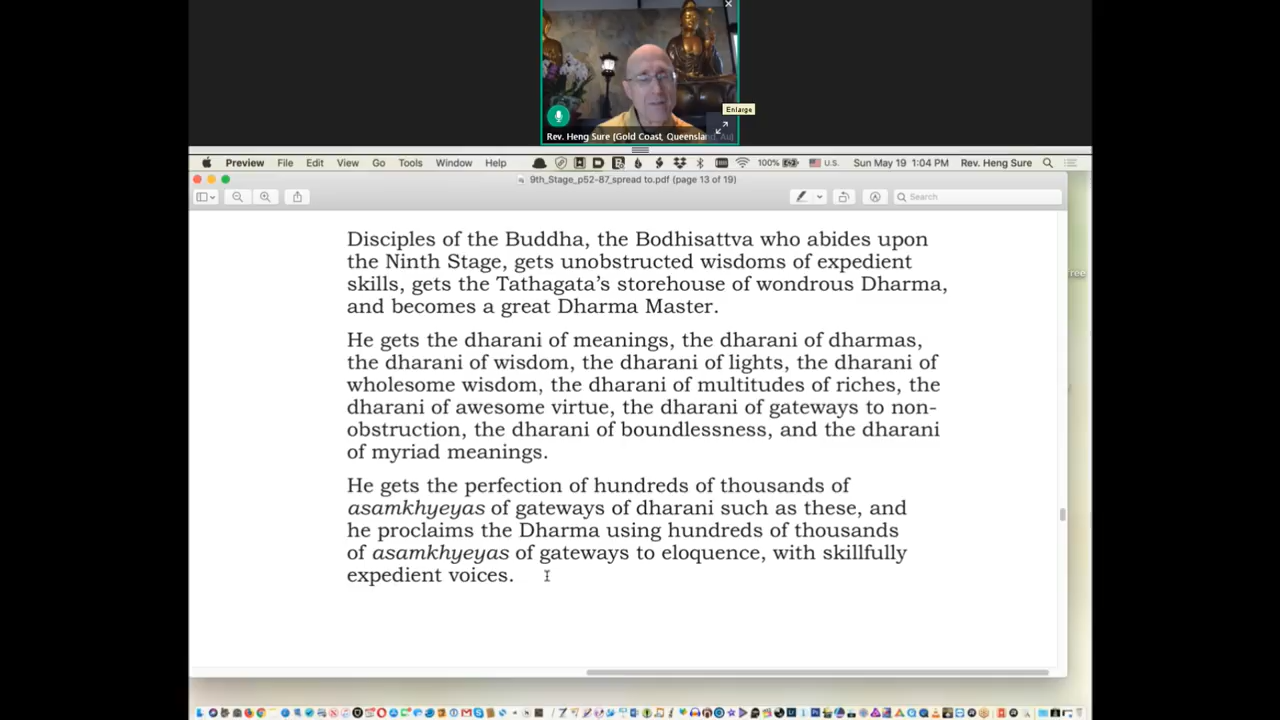 Enlarge
Rev. Heng Sure (Gold Coast, Queensland, Au)
Preview File Edit View Go Tools Window Help 100% U.S. Sun May 19 1:04 PM Rev. Heng Sure
9th_Stage_p52-87_spread to.pdf (page 13 of 19)
Search
Disciples of the Buddha, the Bodhisattva who abides upon
the Ninth Stage, gets unobstructed wisdoms of expedient
skills, gets the Tathagata’s storehouse of wondrous Dharma,
and becomes a great Dharma Master.
He gets the dharani of meanings, the dharani of dharmas,
the dharani of wisdom, the dharani of lights, the dharani of
wholesome wisdom, the dharani of multitudes of riches, the
dharani of awesome virtue, the dharani of gateways to non-
obstruction, the dharani of boundlessness, and the dharani
of myriad meanings.
He gets the perfection of hundreds of thousands of
asamkhyeyas of gateways of dharani such as these, and
he proclaims the Dharma using hundreds of thousands
of asamkhyeyas of gateways to eloquence, with skillfully
expedient voices.